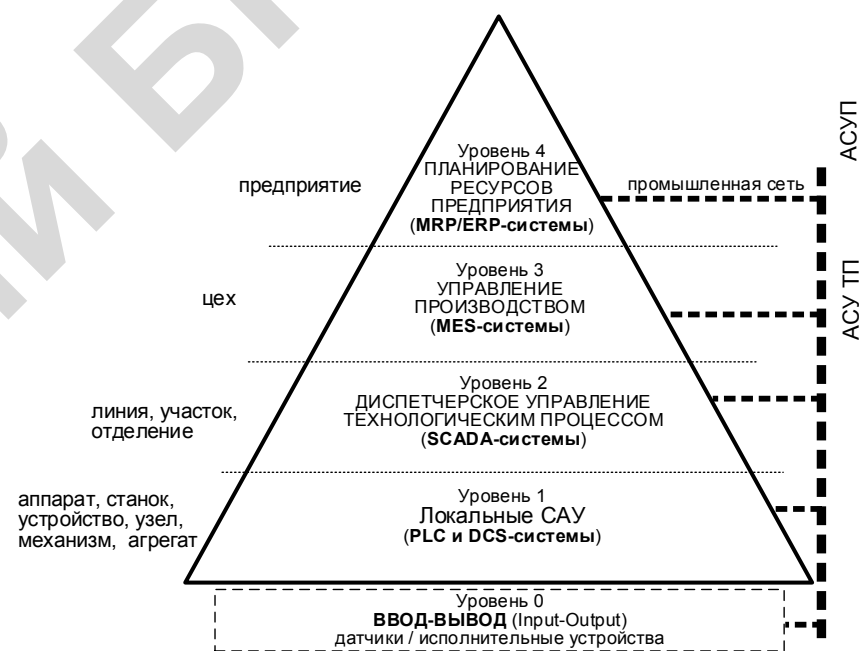 Уровень 4
ПЛАНИРОВАНИЕ
РЕСУРСОВ
ПРЕДПРИЯТИЯ
(MRP/ERP-системы)
предприятие
промышленная сеть
АСУП
Уровень 3
УПРАВЛЕНИЕ
ПРОИЗВОДСТВОМ
(MES-системы)
цех
АСУ ТП
Уровень 2
ДИСПЕТЧЕРСКОЕ УПРАВЛЕНИЕ
ТЕХНОЛОГИЧЕСКИМ ПРОЦЕССОМ
(SCADA-системы)
линия, участок,
отделение
Уровень 1
Локальные САУ
(PLC и DCS-системы)
аппарат, станок,
устройство, узел,
механизм, агрегат
Уровень 0
ВВОД-ВЫВОД (Input-Output)
датчики / исполнительные устройства